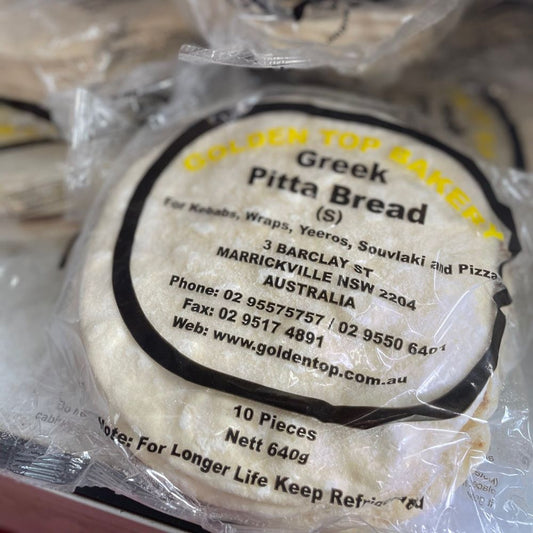 GOLDEN TOP BAKERY
Greek
Pitta Bread
(S)
For Kebabs, Wraps, Yeeros, Souvlaki and Pizza
3 BARCLAY ST
MARRICKVILLE NSW 2204
AUSTRALIA
Phone: 02 95575757 / 02 9550 6401
Fax: 02 9517 4891
Web: www.goldentop.com.au
10 Pieces
Nett 640g
Note: For Longer Life Keep Refrigerated